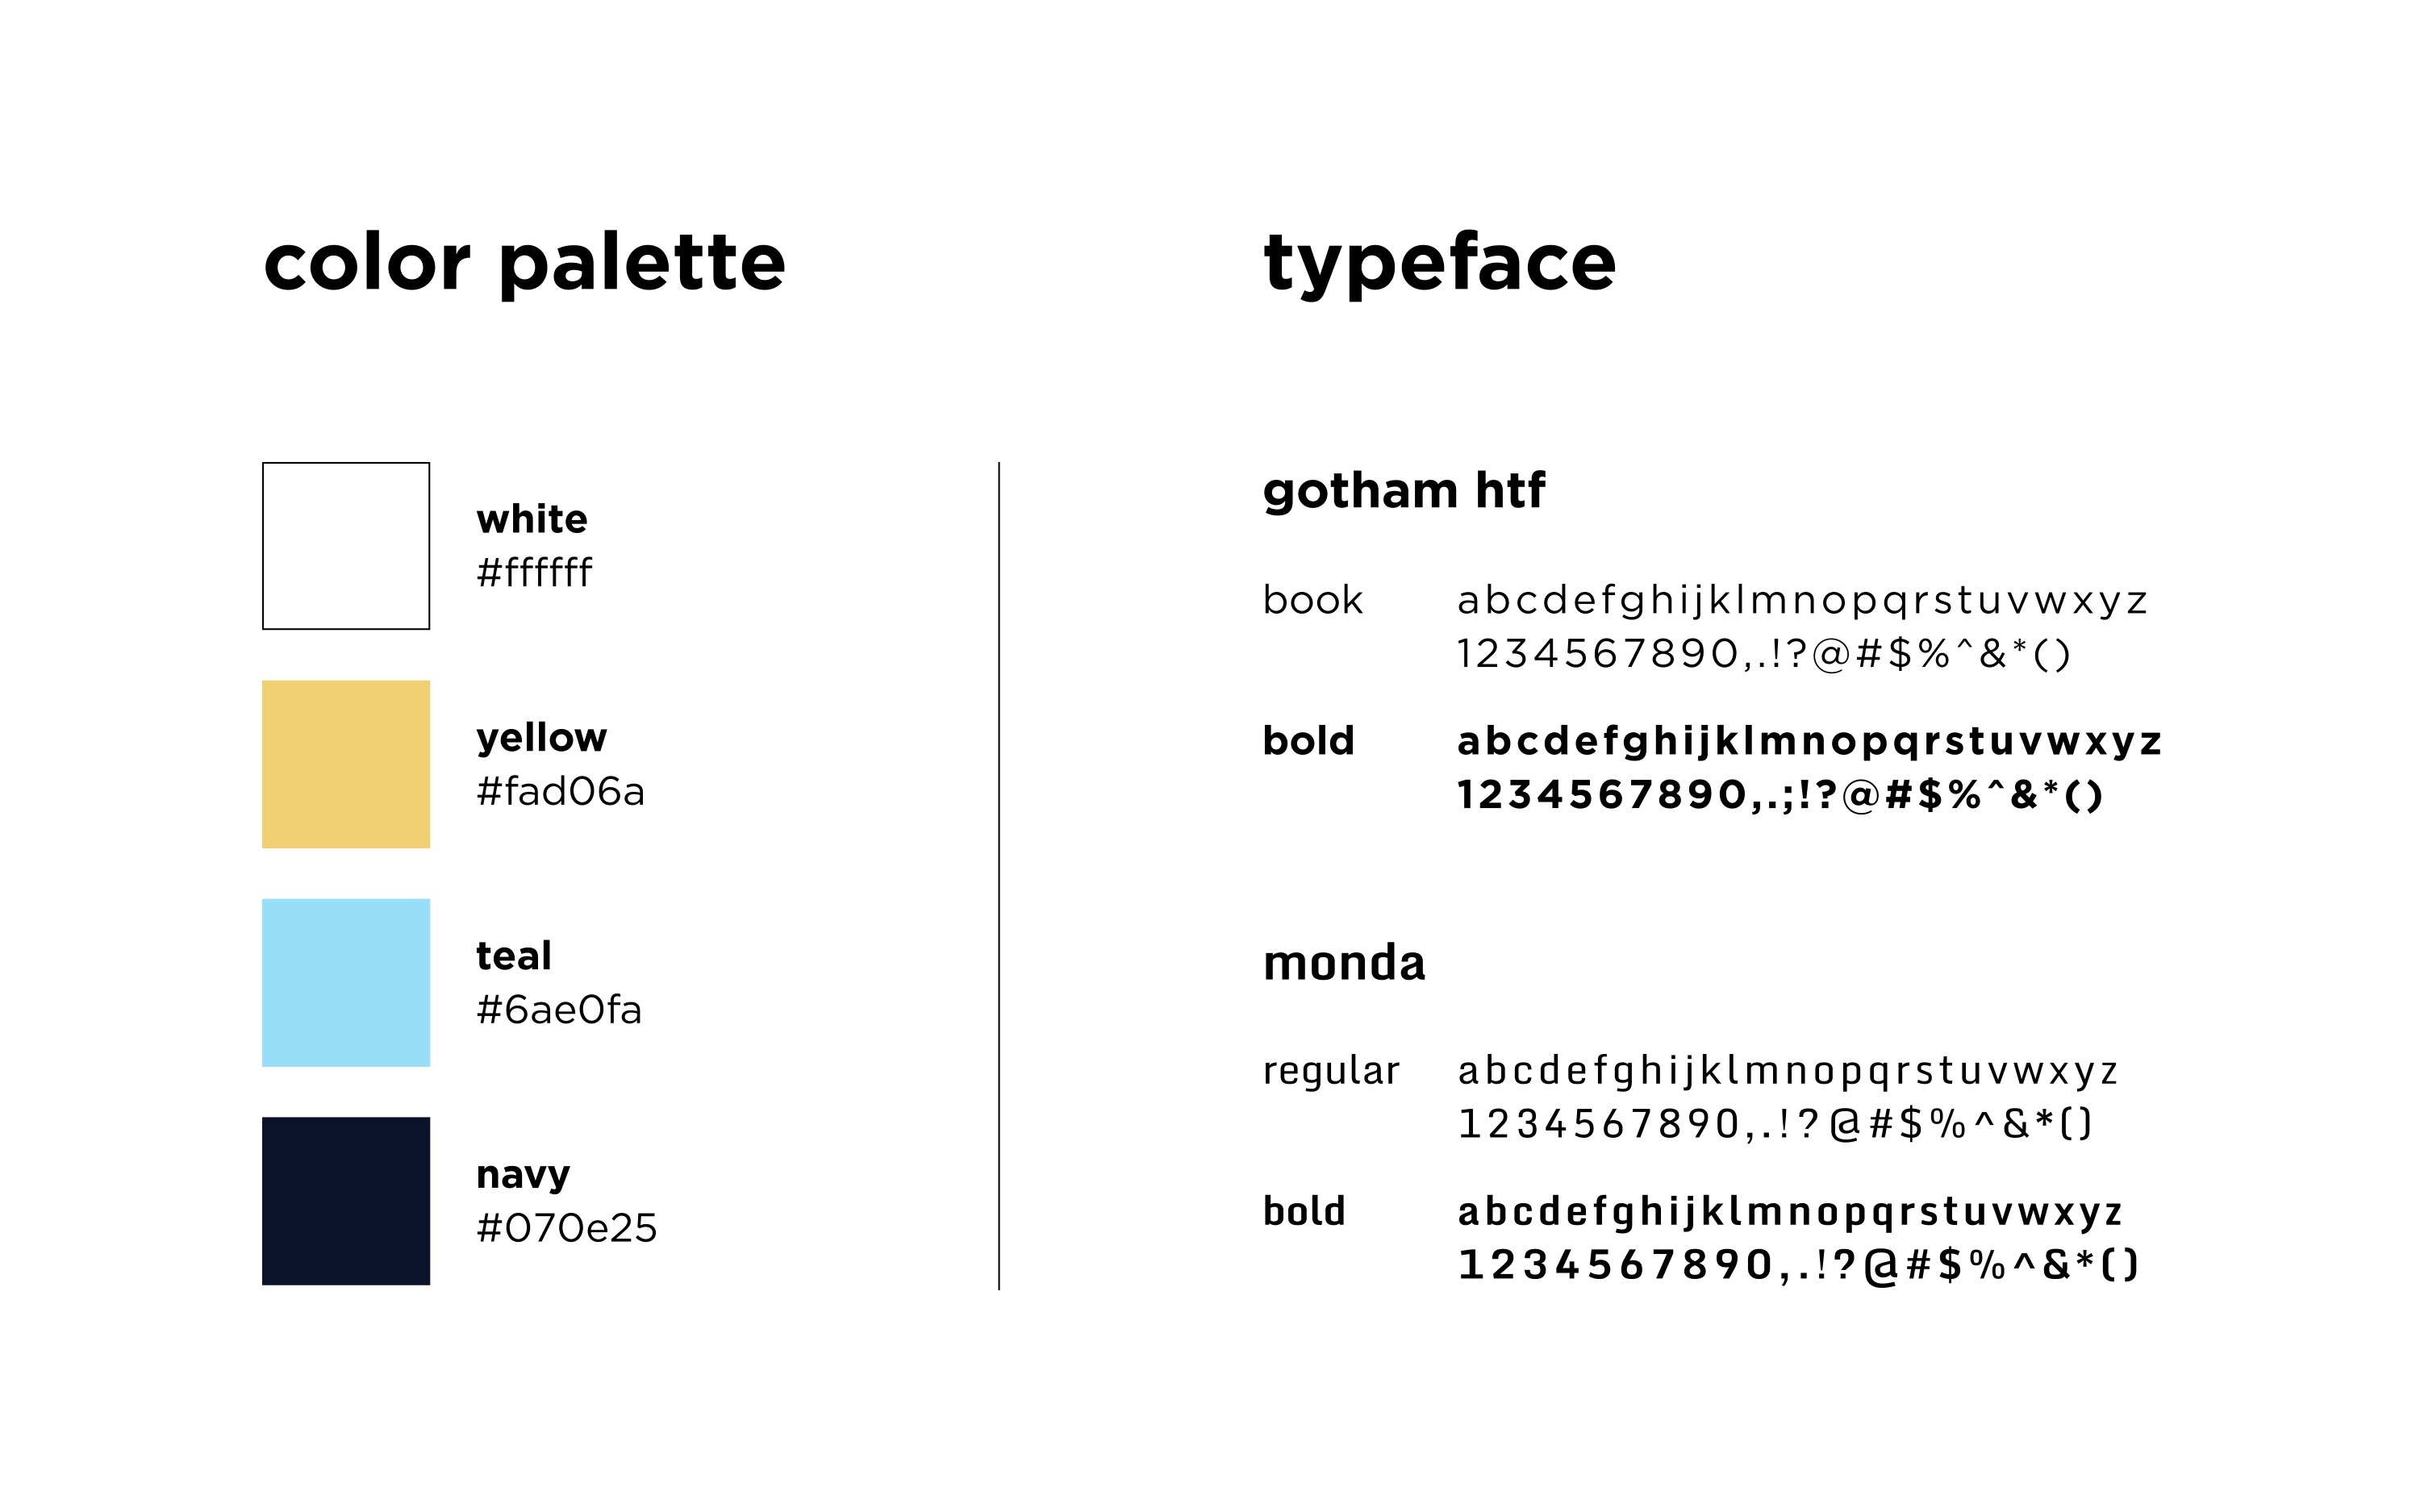 color palette
white
#ffffff
yellow
#fad06a
teal
#6ae0fa
navy
#070e25
typeface
gotham htf
book abcdefghijklmnopqrstuvwxyz
1234567890,.!?@#$%^&*()
bold abcdefghijklmnopqrstuvwxyz
1234567890,.;!?@#$%^&*()
monda
regular abcdefghijklmnopqrstuvwxyz
1234567890,.!?@#$%^&*()
bold abcdefghijklmnopqrstuvwxyz
1234567890,.!?@#$%^&*()